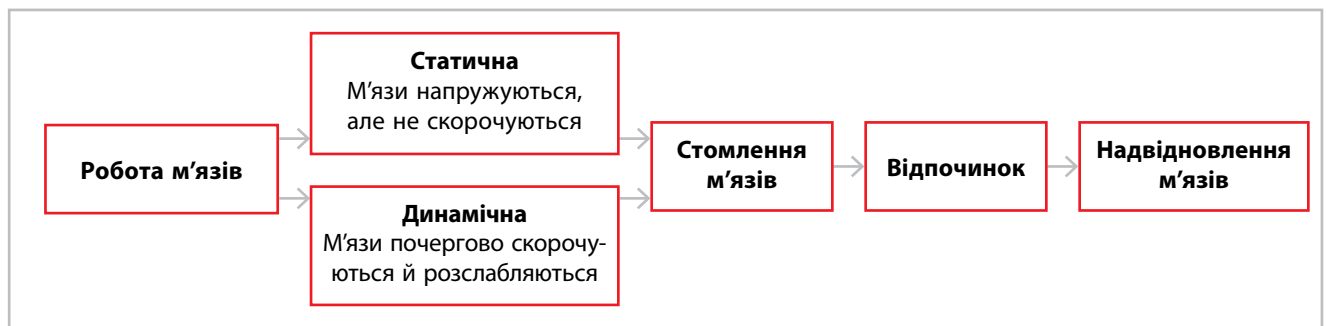 Робота м’язів
Статична
М’язи напружуються,
але не скорочуються
Динамічна
М’язи почергово скорочу-
ються й розслабляються
Стомлення
м’язів
Відпочинок
Надвідновлення
м’язів